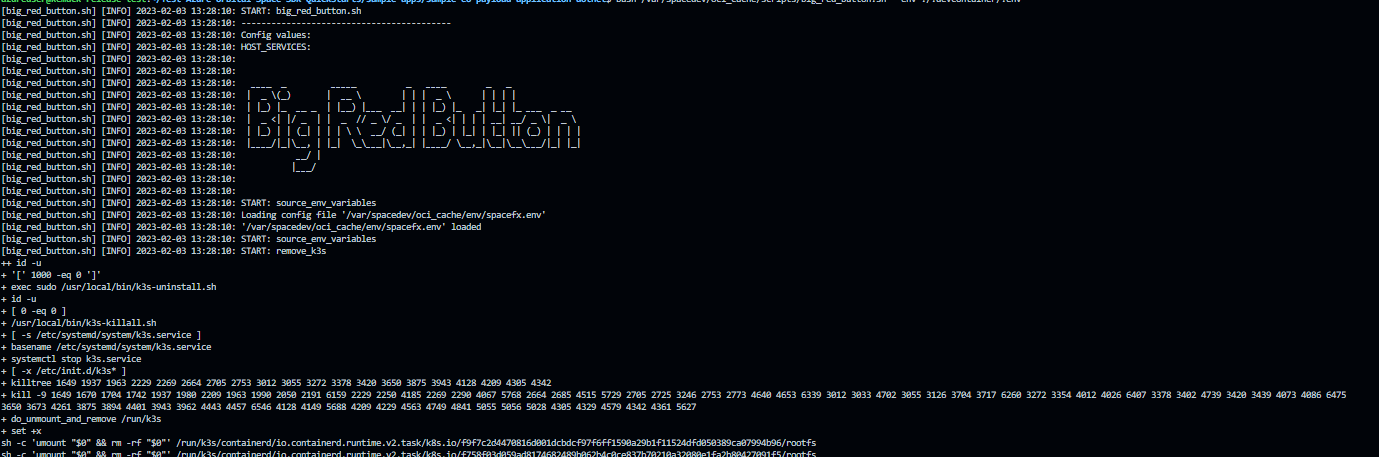 [big_red_button.sh] [INFO] 2023-02-03 13:28:10: START: big_red_button.sh
[big_red_button.sh] [INFO] 2023-02-03 13:28:10: -----------------------------------------
[big_red_button.sh] [INFO] 2023-02-03 13:28:10: Config values:
[big_red_button.sh] [INFO] 2023-02-03 13:28:10: HOST_SERVICES:
[big_red_button.sh] [INFO] 2023-02-03 13:28:10:
[big_red_button.sh] [INFO] 2023-02-03 13:28:10:
[big_red_button.sh] [INFO] 2023-02-03 13:28:10:
[big_red_button.sh] [INFO] 2023-02-03 13:28:10:
[big_red_button.sh] [INFO] 2023-02-03 13:28:10: Big Red Button
[big_red_button.sh] [INFO] 2023-02-03 13:28:10:
[big_red_button.sh] [INFO] 2023-02-03 13:28:10:
[big_red_button.sh] [INFO] 2023-02-03 13:28:10:
[big_red_button.sh] [INFO] 2023-02-03 13:28:10:
[big_red_button.sh] [INFO] 2023-02-03 13:28:10:
[big_red_button.sh] [INFO] 2023-02-03 13:28:10:
[big_red_button.sh] [INFO] 2023-02-03 13:28:10:
[big_red_button.sh] [INFO] 2023-02-03 13:28:10: START: source_env_variables
[big_red_button.sh] [INFO] 2023-02-03 13:28:10: Loading config file '/var/spacedev/oci_cache/env/spacefx.env'
[big_red_button.sh] [INFO] 2023-02-03 13:28:10: '/var/spacedev/oci_cache/env/spacefx.env' loaded
[big_red_button.sh] [INFO] 2023-02-03 13:28:10: START: source_env_variables
[big_red_button.sh] [INFO] 2023-02-03 13:28:10: START: remove_k3s
++ id -u
+ '[' 1000 -eq 0 ']'
+ exec sudo /usr/local/bin/k3s-uninstall.sh
+ id -u
+ [ 0 -eq 0 ]
+ /usr/local/bin/k3s-killall.sh
+ [ -s /etc/systemd/system/k3s.service ]
+ basename /etc/systemd/system/k3s.service
+ systemctl stop k3s.service
+ [ -x /etc/init.d/k3s* ]
+ killtree 1649 1937 1963 2229 2269 2664 2705 2753 3012 3055 3272 3378 3420 3650 3875 3943 4128 4209 4305 4342
+ kill -9 1649 1670 1704 1742 1937 1980 2209 1963 1990 2050 2191 6159 2229 2250 4185 2269 2290 4067 5768 2664 2685 4515 5729 2705 2725 3246 2753 2773 4640 4653 6339 3012 3033 4702 3055 3126 3704 3717 6260 3272 3354 4012 4026 6407 3378 3402 4739 3420 3439 4073 4086 6475
3650 3673 4261 3875 3894 4401 3943 3962 4443 4457 6546 4128 4149 5688 4209 4229 4563 4749 4841 5055 5056 5028 4305 4329 4579 4342 4361 5627
+ do_unmount_and_remove /run/k3s
+ set +x
sh -c 'umount "$0" && rm -rf "$0"' /run/k3s/containerd/io.containerd.runtime.v2.task/k8s.io/f9f7c2d4470816d001dcbdcf97f6ff1590a29b1f11524dfd050389ca07994b96/rootfs
sh -c 'umount "$0" && rm -rf "$0"' /run/k3s/containerd/io.containerd.runtime.v2.task/k8s.io/f758f03d059ad8174682489b062b4c0ce837b70210a32080e1fa2b80427091f5/rootfs